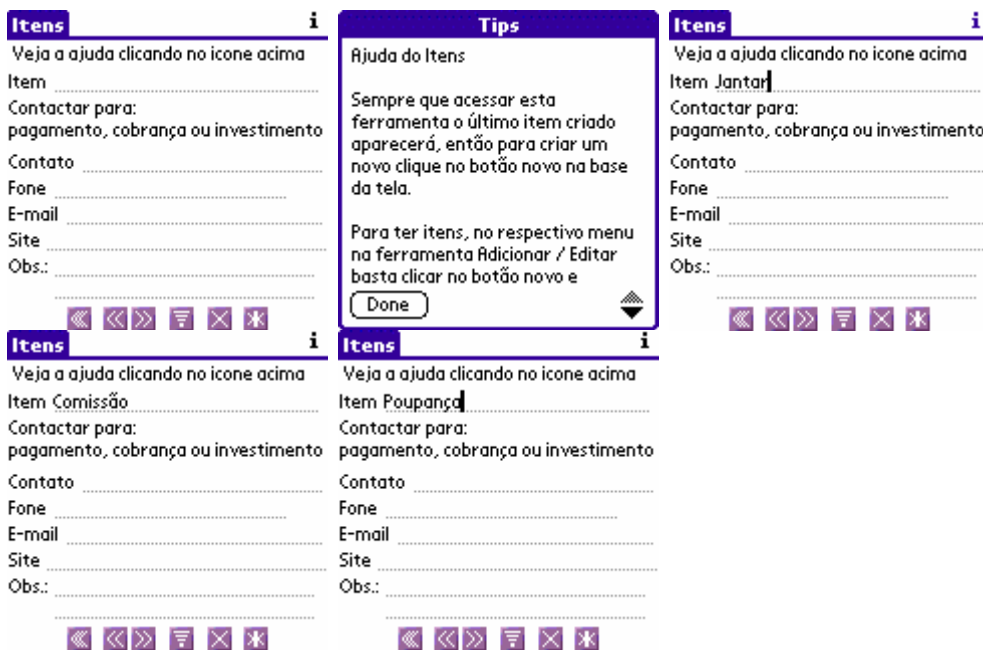 Itens i
Veja a ajuda clicando no icone acima
Item
Contactar para:
pagamento, cobrança ou investimento
Contato
Fone
E-mail
Site
Obs.:
Tips
Ajuda do Itens
Sempre que acessar esta
ferramenta o último item criado
aparecerá, então para criar um
novo clique no botão novo na base
da tela.
Para ter itens, no respectivo menu
na ferramenta Adicionar / Editar
basta clicar no botão novo e
Done
Itens i
Veja a ajuda clicando no icone acima
Item Jantar
Contactar para:
pagamento, cobrança ou investimento
Contato
Fone
E-mail
Site
Obs.:
Itens i
Veja a ajuda clicando no icone acima
Item Comissão
Contactar para:
pagamento, cobrança ou investimento
Contato
Fone
E-mail
Site
Obs.:
Itens i
Veja a ajuda clicando no icone acima
Item Poupança
Contactar para:
pagamento, cobrança ou investimento
Contato
Fone
E-mail
Site
Obs.: